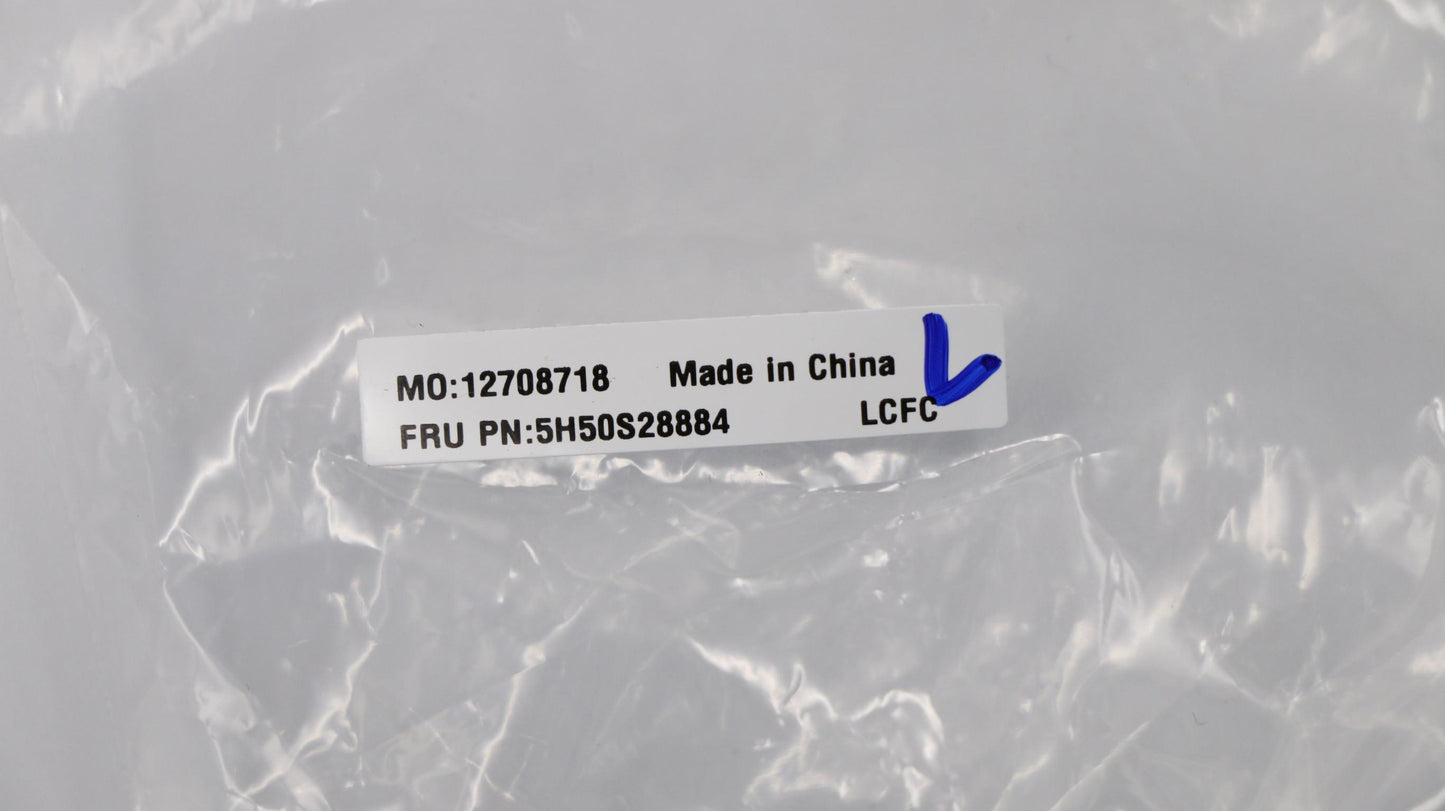 MO:12708718 Made in China
FRU PN:5H50S28884 LCFC